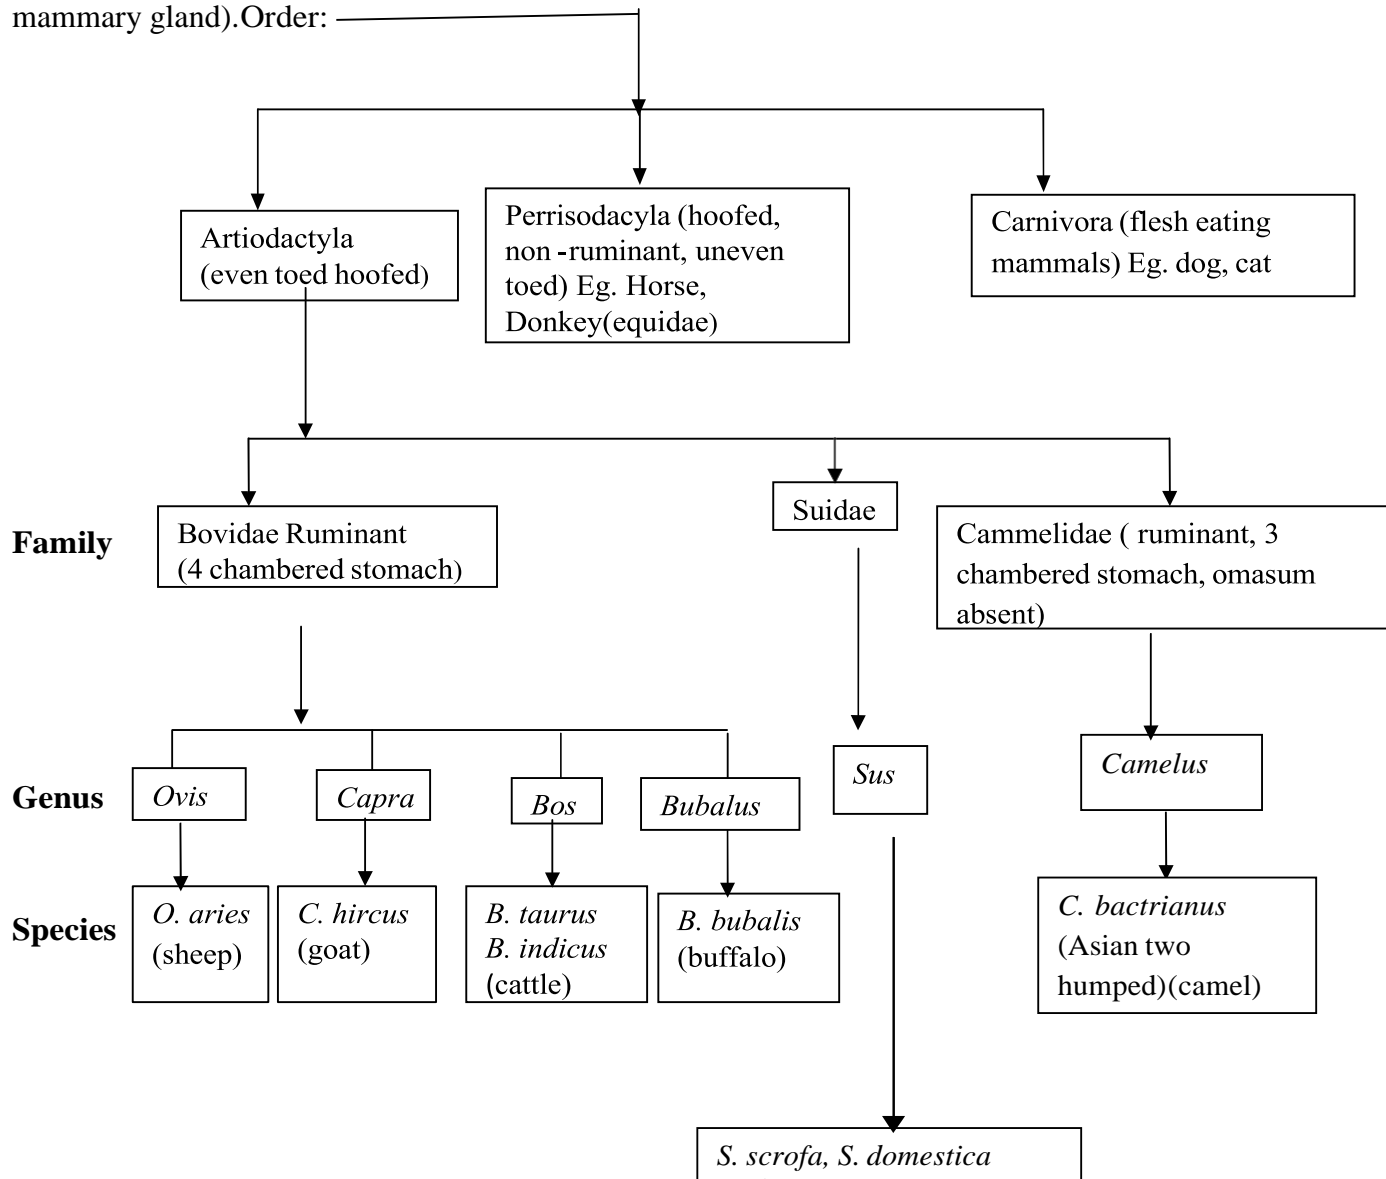 mammary gland).Order:
Artiodactyla
(even toed hoofed)
Perrisodacyla (hoofed,
non -ruminant, uneven
toed) Eg. Horse,
Donkey(equidae)
Carnivora (flesh eating
mammals) Eg. dog, cat
Family
Bovidae Ruminant
(4 chambered stomach)
Suidae
Cammelidae ( ruminant, 3
chambered stomach, omasum
absent)
Genus
Ovis
Capra
Bos
Bubalus
Sus
Camelus
Species
O. aries
(sheep)
C. hircus
(goat)
B. taurus
B. indicus
(cattle)
B. bubalis
(buffalo)
C. bactrianus
(Asian two
humped)(camel)
S. scrofa, S. domestica